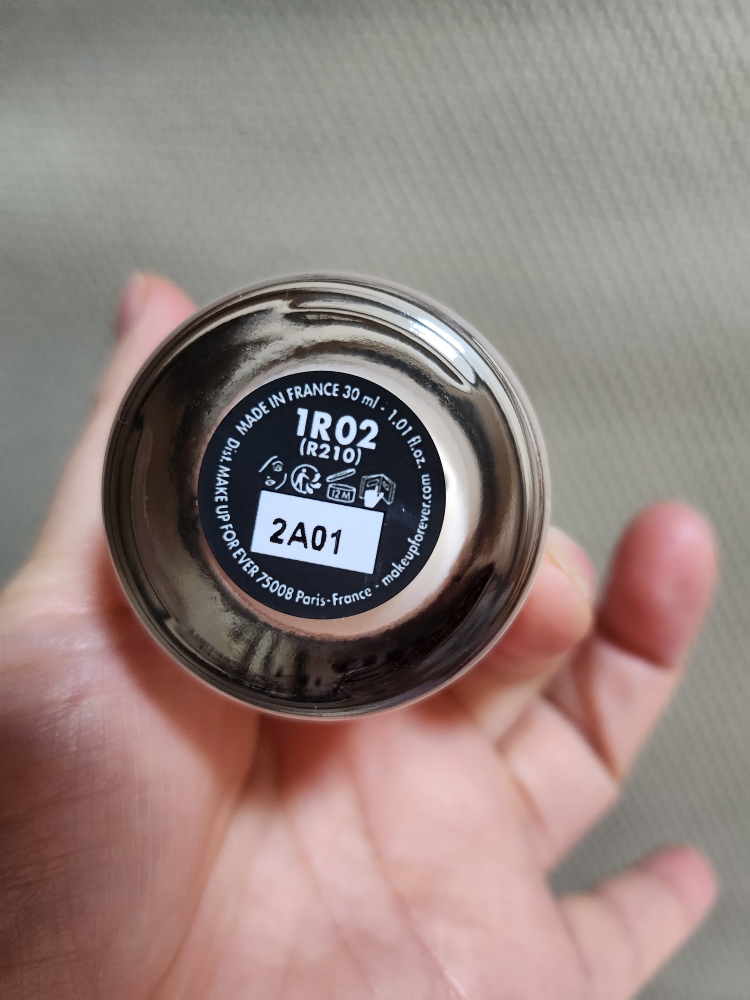 MADE IN FRANCE 30 ml - 1.01 fl.oz.
1R02
(R210)
12M
2A01
Dist. MAKE UP FOR EVER 75008 Paris-France - makeupforever.com